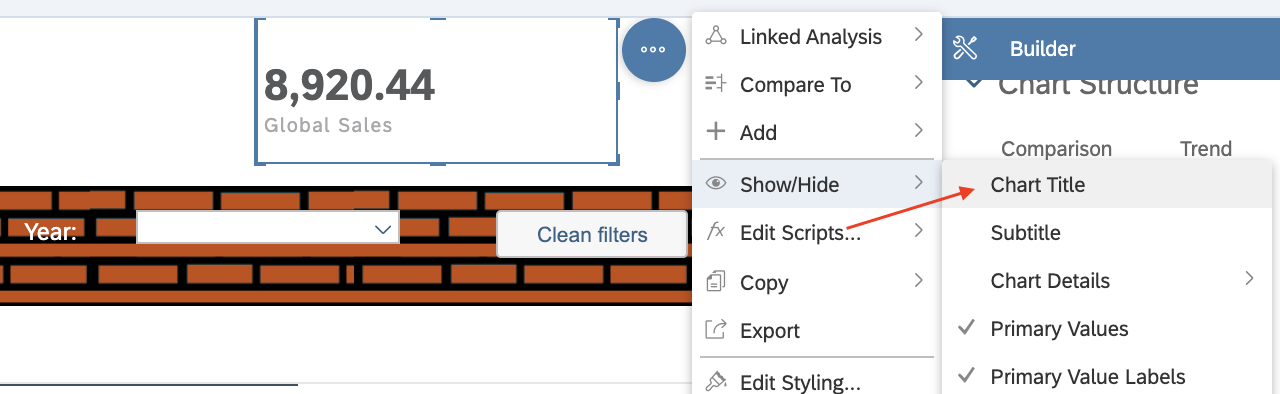 8,920.44
Global Sales
Year:
Clean filters
Linked Analysis
Compare To
Add
Show/Hide
Edit Scripts...
Copy
Export
Edit Styling...
Builder
Chart Structure
Comparison Trend
Chart Title
Subtitle
Chart Details
Primary Values
Primary Value Labels